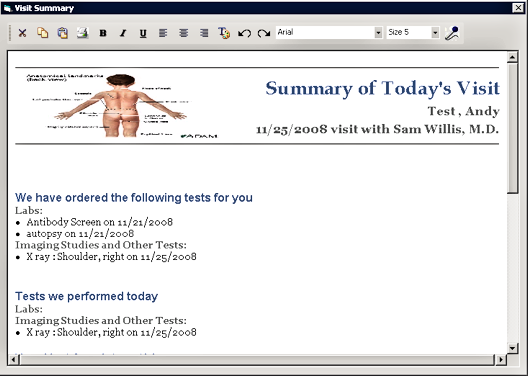 Visit Summary
B I U
Arial
Size 5
Anatomical landmarks
(Back View)
ADAM
Summary of Today's Visit
Test , Andy
11/25/2008 visit with Sam Willis, M.D.
We have ordered the following tests for you
Labs:
• Antibody Screen on 11/21/2008
• autopsy on 11/21/2008
Imaging Studies and Other Tests:
• X ray : Shoulder, right on 11/25/2008
Tests we performed today
Labs:
Imaging Studies and Other Tests:
• X ray : Shoulder, right on 11/25/2008